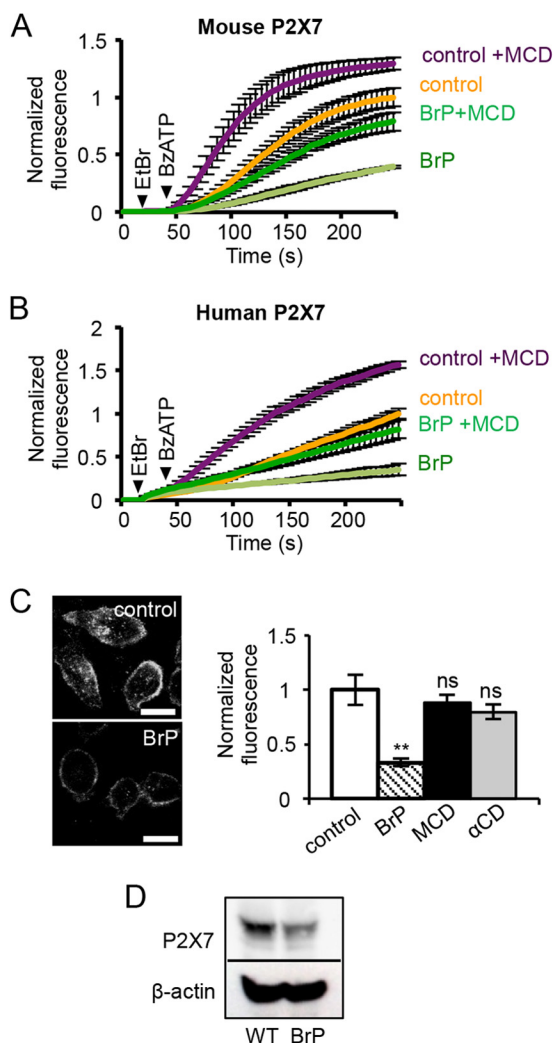 A
Mouse P2X7
Normalized
fluorescence
1.5
1
0.5
0
EtBr
BzATP
0 50 100 150 200
Time (s)
control +MCD
control
BrP+MCD
BrP
B
Human P2X7
Normalized
fluorescence
2
1.5
1
0.5
0
EtBr
BzATP
0 50 100 150 200
Time (s)
control +MCD
control
BrP +MCD
BrP
C
control
BrP
Normalized
fluorescence
1.5
1
0.5
0
**
ns
ns
control
BrP
MCD
αCD
D
P2X7
β-actin
WT BrP